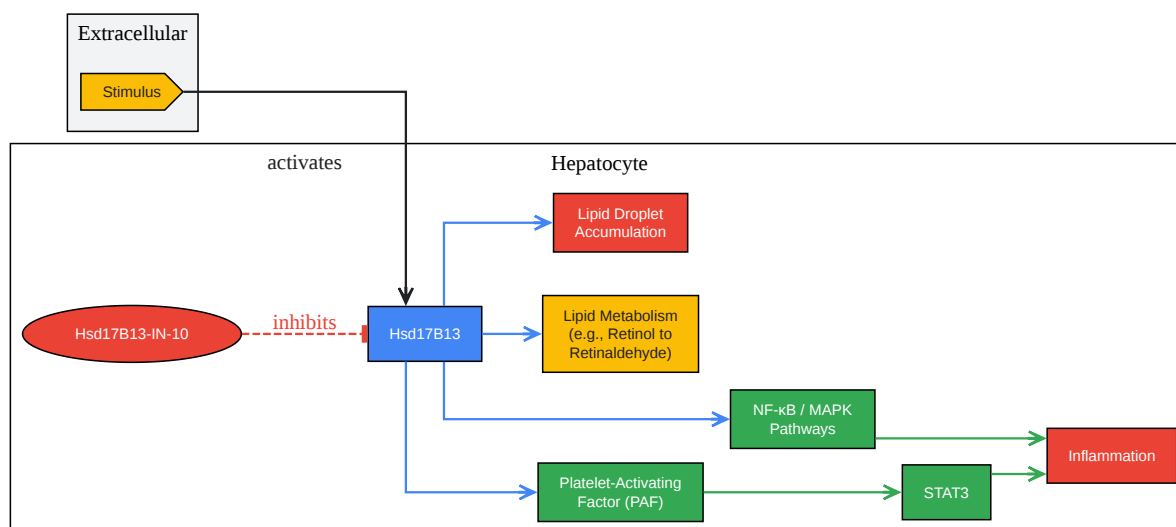 Extracellular
Stimulus
activates
Hepatocyte
Lipid Droplet
Accumulation
Hsd17B13-IN-10
inhibits
Hsd17B13
Lipid Metabolism
(e.g., Retinol to
Retinaldehyde)
NF-κB / MAPK
Pathways
Inflammation
Platelet-Activating
Factor (PAF)
STAT3